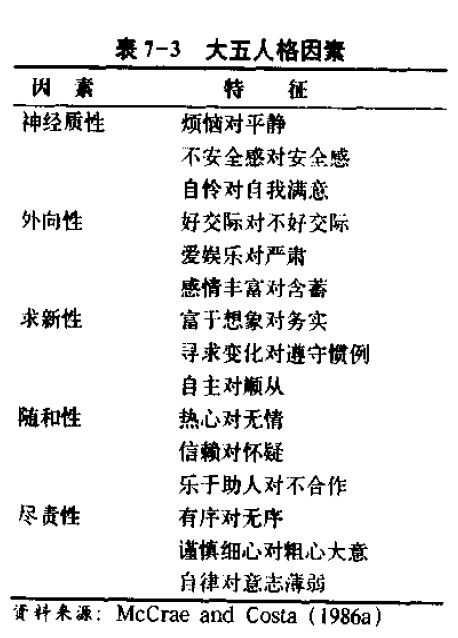 表7-3 大五人格因素
因素 特征
神经质性 烦恼对平静
不安全感对安全感
自怜对自我满意
外向性 好交际对不好交际
爱娱乐对严肃
感情丰富对含蓄
求新性 富于想象对务实
寻求变化对遵守惯例
自主对顺从
随和性 热心对无情
信赖对怀疑
乐于助人对不合作
尽责性 有序对无序
谨慎细心对粗心大意
自律对意志薄弱
资料来源: McCrae and Costa (1986a)